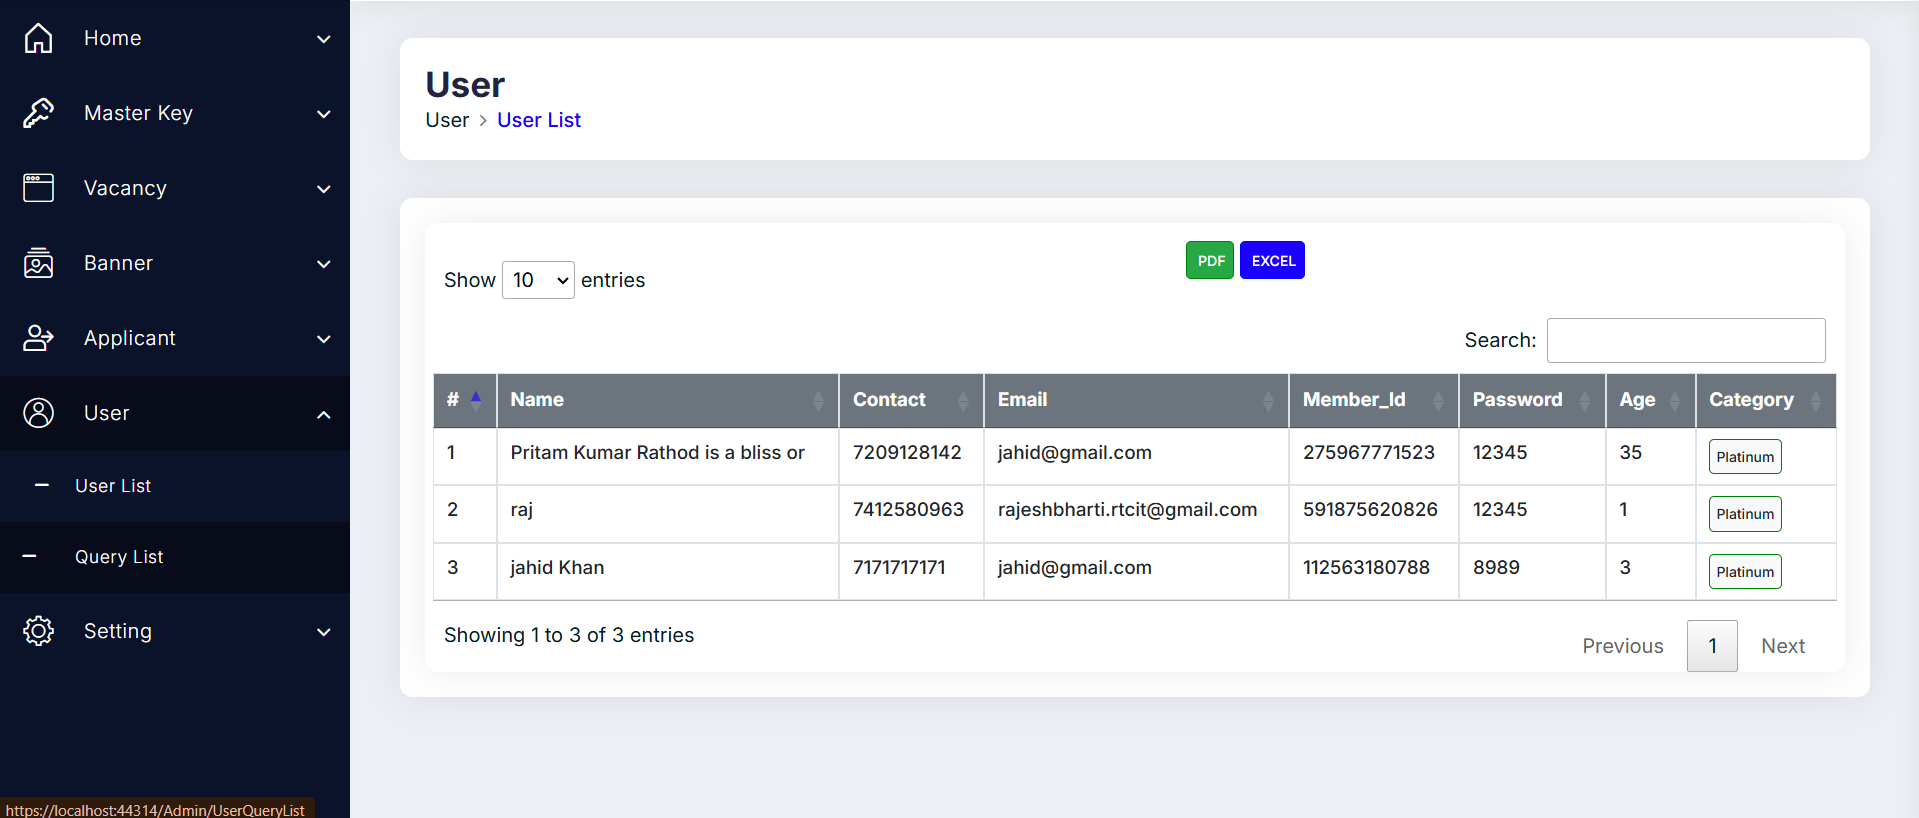 Home
Master Key
Vacancy
Banner
Applicant
User
User List
Query List
Setting
https://localhost:44314/Admin/UserQueryList
User
User > User List
Show 10 entries
PDF EXCEL
Search:
# Name Contact Email Member_Id Password Age Category
1 Pritam Kumar Rathod is a bliss or 7209128142 jahid@gmail.com 275967771523 12345 35 Platinum
2 raj 7412580963 rajeshbharti.rtcit@gmail.com 591875620826 12345 1 Platinum
3 jahid Khan 7171717171 jahid@gmail.com 112563180788 8989 3 Platinum
Showing 1 to 3 of 3 entries
Previous 1 Next